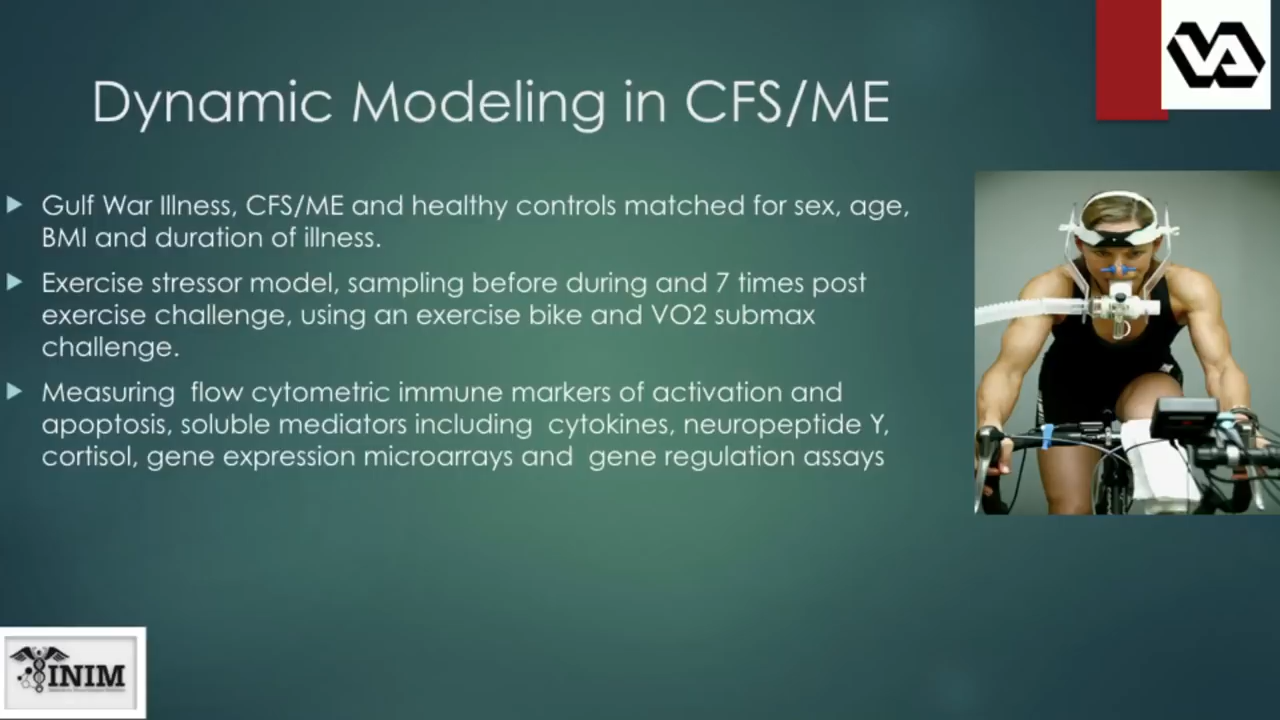 Dynamic Modeling in CFS/ME
VA
Gulf War Illness, CFS/ME and healthy controls matched for sex, age,
BMI and duration of illness.
Exercise stressor model, sampling before during and 7 times post
exercise challenge, using an exercise bike and VO2 submax
challenge.
Measuring  flow cytometric immune markers of activation and
apoptosis, soluble mediators including  cytokines, neuropeptide Y,
cortisol, gene expression microarrays and  gene regulation assays
INIM